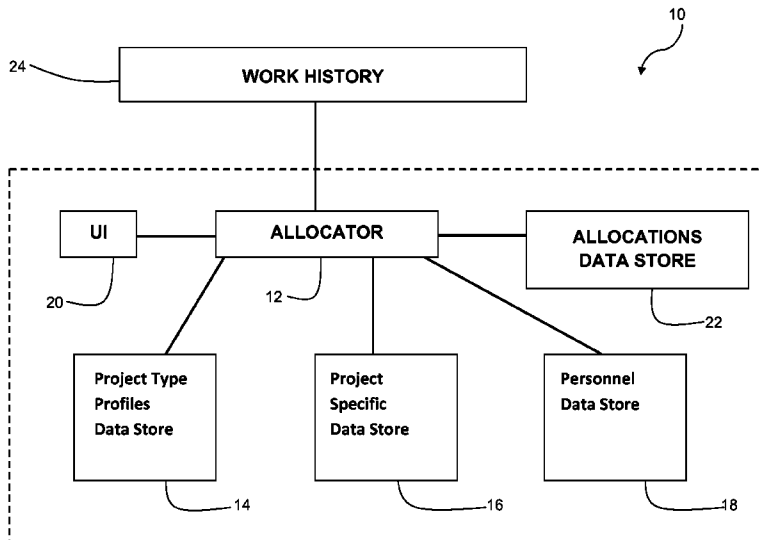 10
24
WORK HISTORY
UI
ALLOCATOR
ALLOCATIONS
DATA STORE
20
12
22
Project Type
Profiles
Data Store
Project
Specific
Data Store
Personnel
Data Store
14
16
18